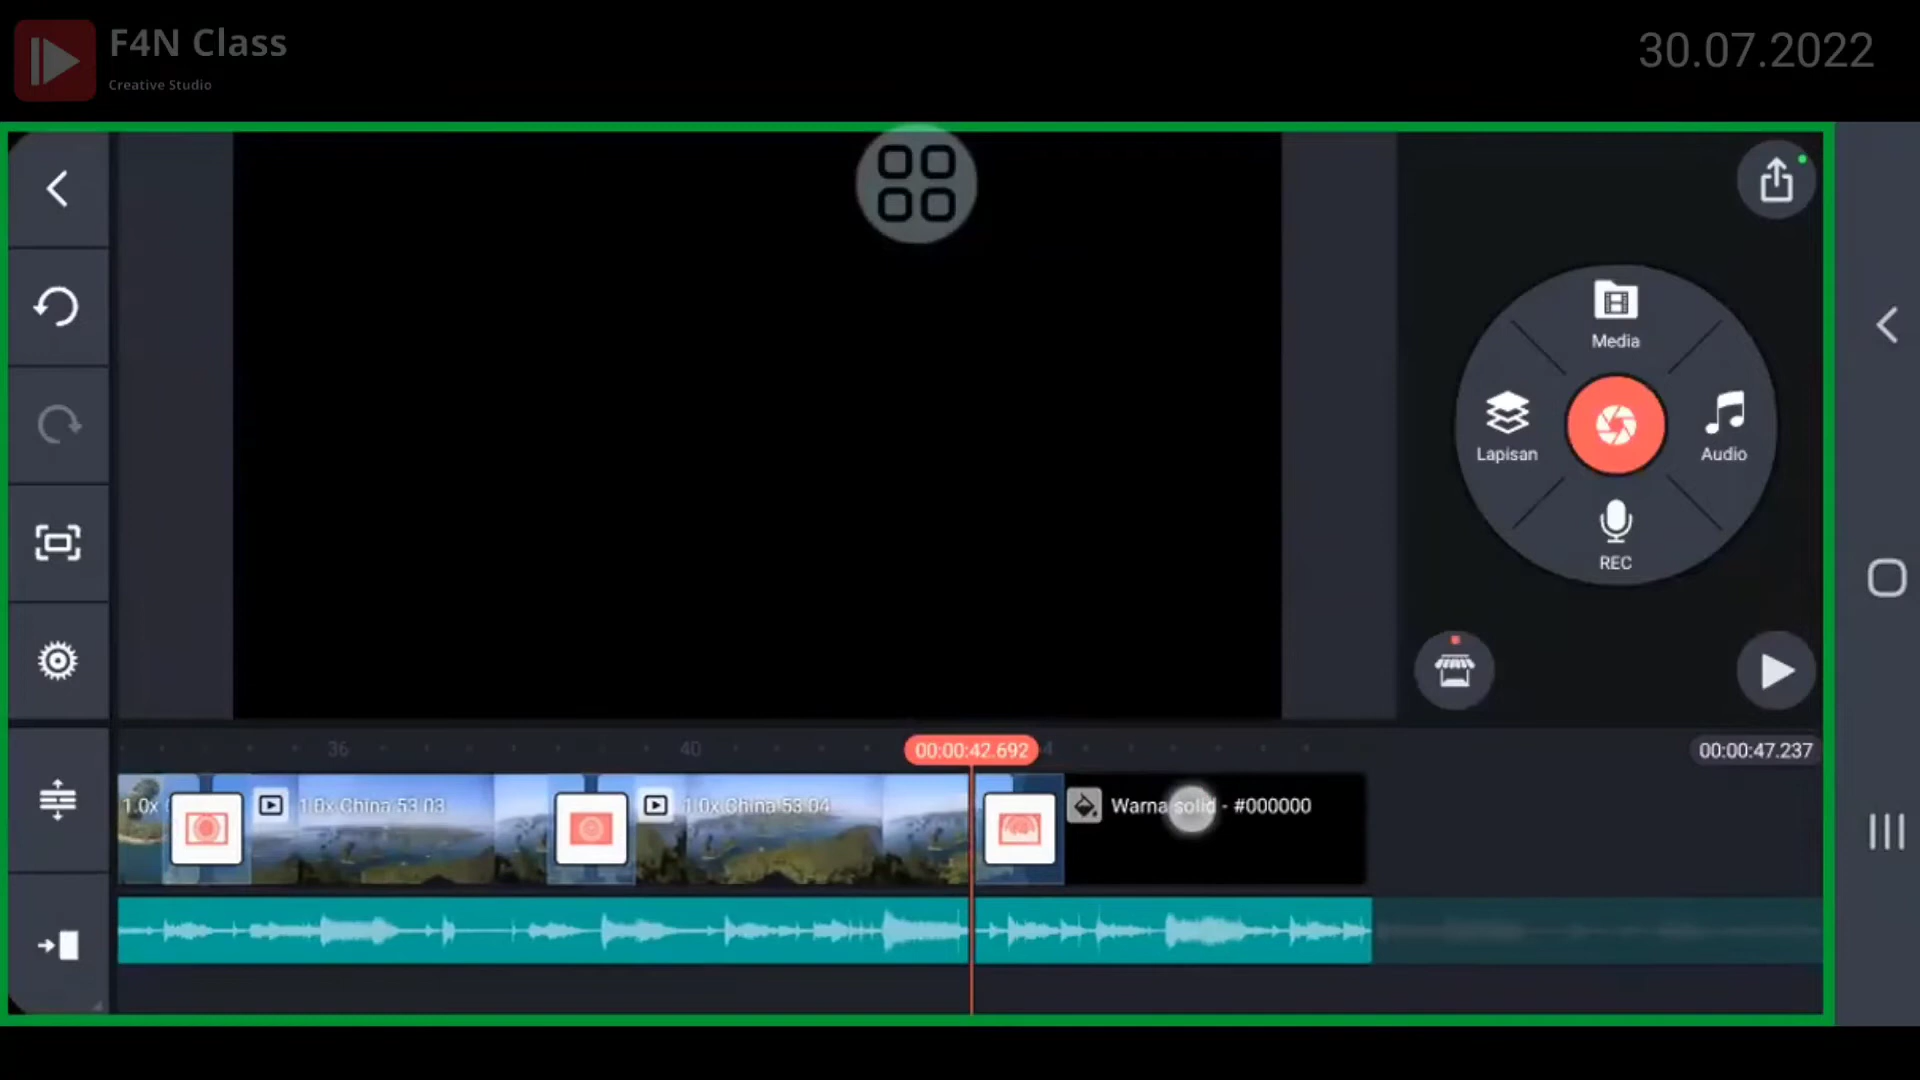 F4N Class
Creative Studio
30.07.2022
Media
Lapisan
Audio
REC
36
40
00:00:42.692
4
00:00:47.237
1.0x
1.0x China 53 03
1.0x China 53 04
Warna solid - #000000